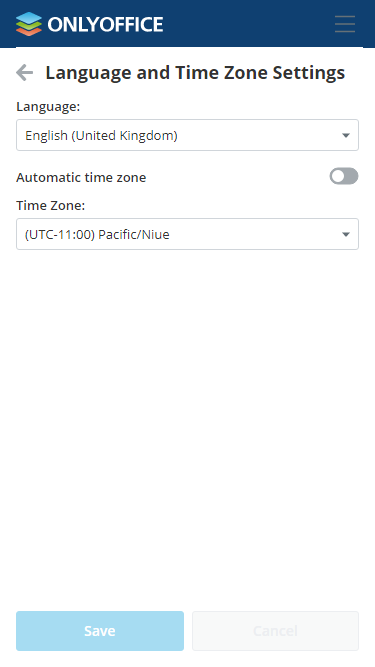 ONLYOFFICE
Language and Time Zone Settings
Language:
English (United Kingdom)
Automatic time zone
Time Zone:
(UTC-11:00) Pacific/Niue
Save
Cancel